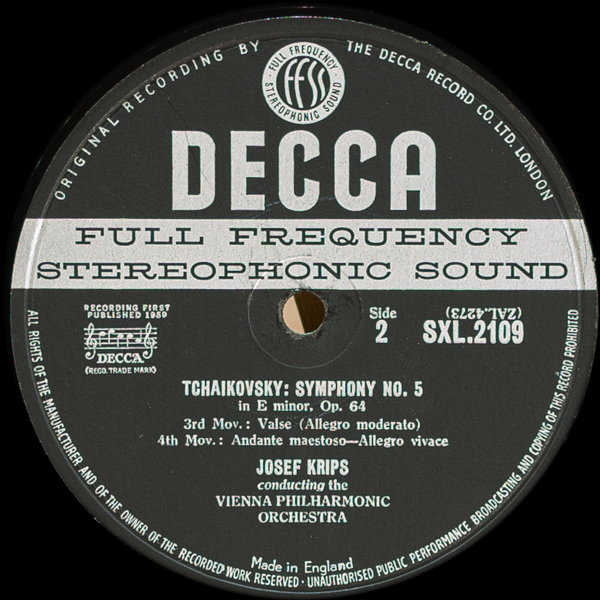 ORIGINAL RECORDING BY THE DECCA RECORD CO. LTD. LONDON
FULL FREQUENCY
ffss
STEREOPHONIC SOUND
DECCA
FULL FREQUENCY
STEREOPHONIC SOUND
RECORDING FIRST
PUBLISHED 1959
DECCA
(REGD. TRADE MARK)
Side
2
(ZAL.4273)
SXL.2109
TCHAIKOVSKY: SYMPHONY NO. 5
in E minor, Op. 64
3rd Mov.: Valse (Allegro moderato)
4th Mov.: Andante maestoso—Allegro vivace
JOSEF KRIPS
conducting the
VIENNA PHILHARMONIC
ORCHESTRA
Made in England
ALL RIGHTS OF THE MANUFACTURER AND OF THE OWNER OF THE RECORDED WORK RESERVED · UNAUTHORISED PUBLIC PERFORMANCE BROADCASTING AND COPYING OF THIS RECORD PROHIBITED